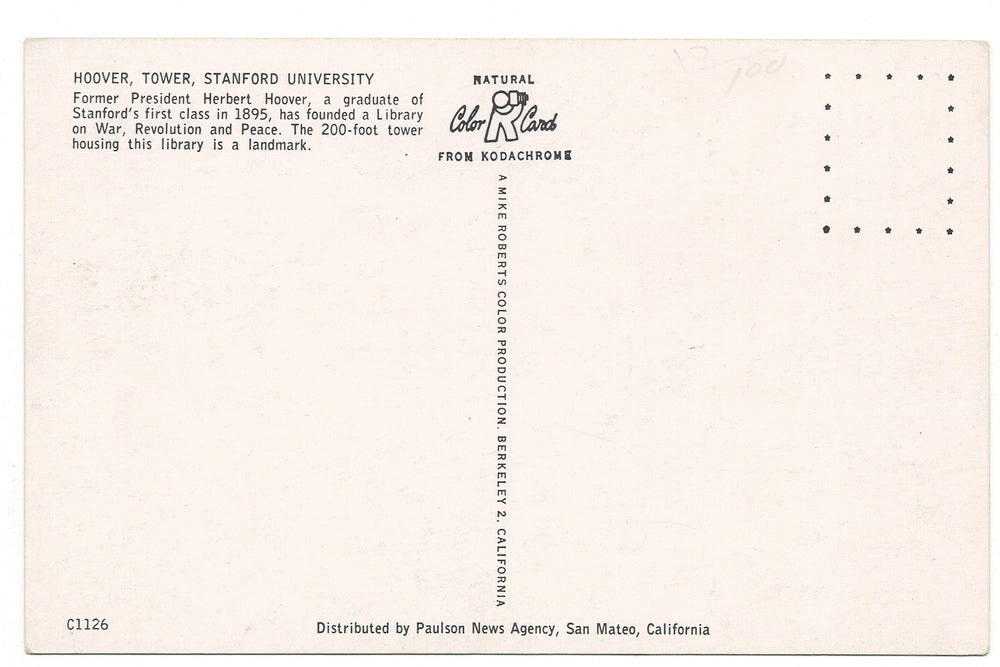 HOOVER, TOWER, STANFORD UNIVERSITY
Former President Herbert Hoover, a graduate of
Stanford's first class in 1895, has founded a Library
on War, Revolution and Peace. The 200-foot tower
housing this library is a landmark.
NATURAL
Color Card
FROM KODACHROME
100
A MIKE ROBERTS COLOR PRODUCTION. BERKELEY 2, CALIFORNIA
C1126
Distributed by Paulson News Agency, San Mateo, California